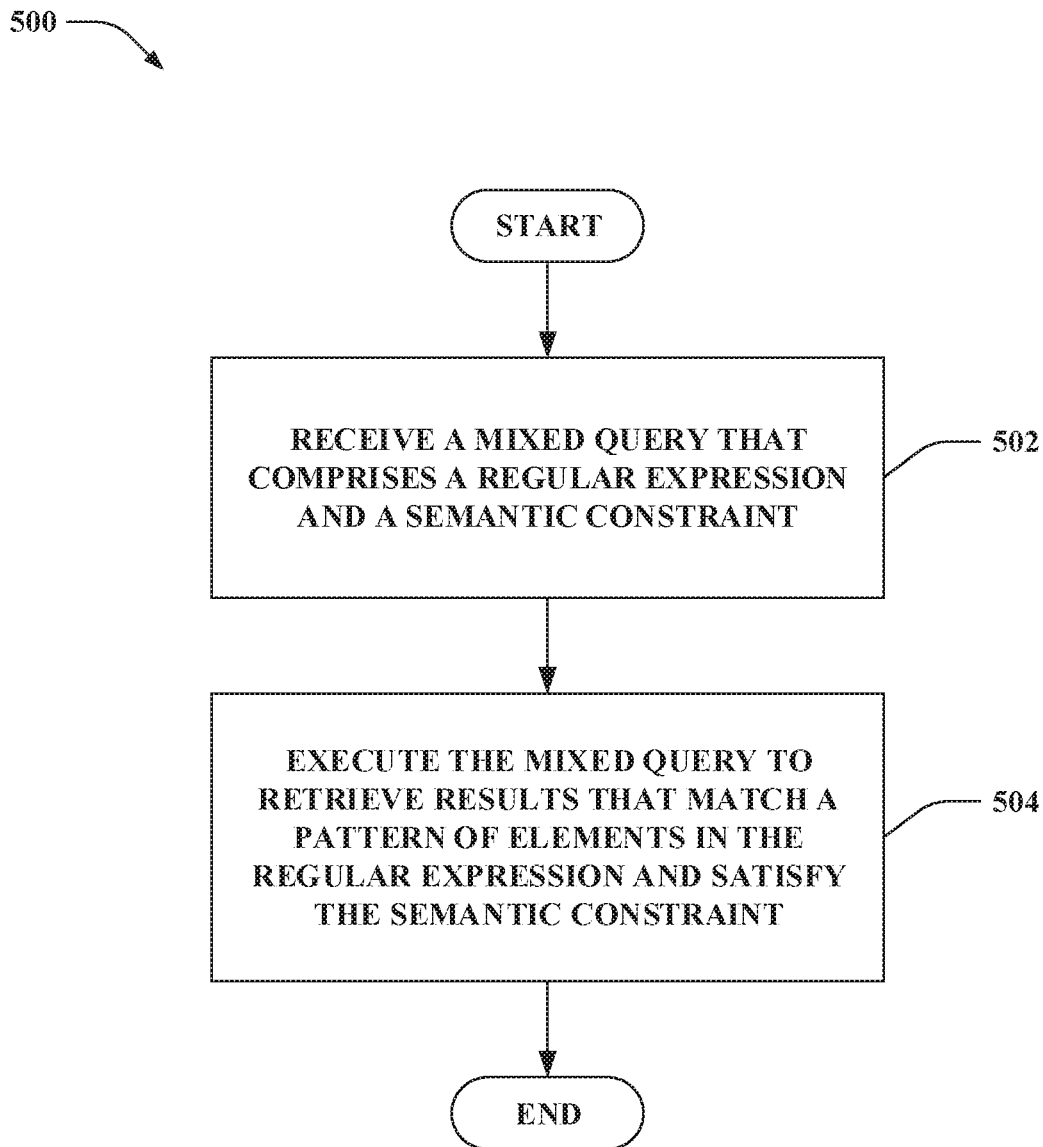 500
START
RECEIVE A MIXED QUERY THAT
COMPRISES A REGULAR EXPRESSION
AND A SEMANTIC CONSTRAINT
502
EXECUTE THE MIXED QUERY TO
RETRIEVE RESULTS THAT MATCH A
PATTERN OF ELEMENTS IN THE
REGULAR EXPRESSION AND SATISFY
THE SEMANTIC CONSTRAINT
504
END